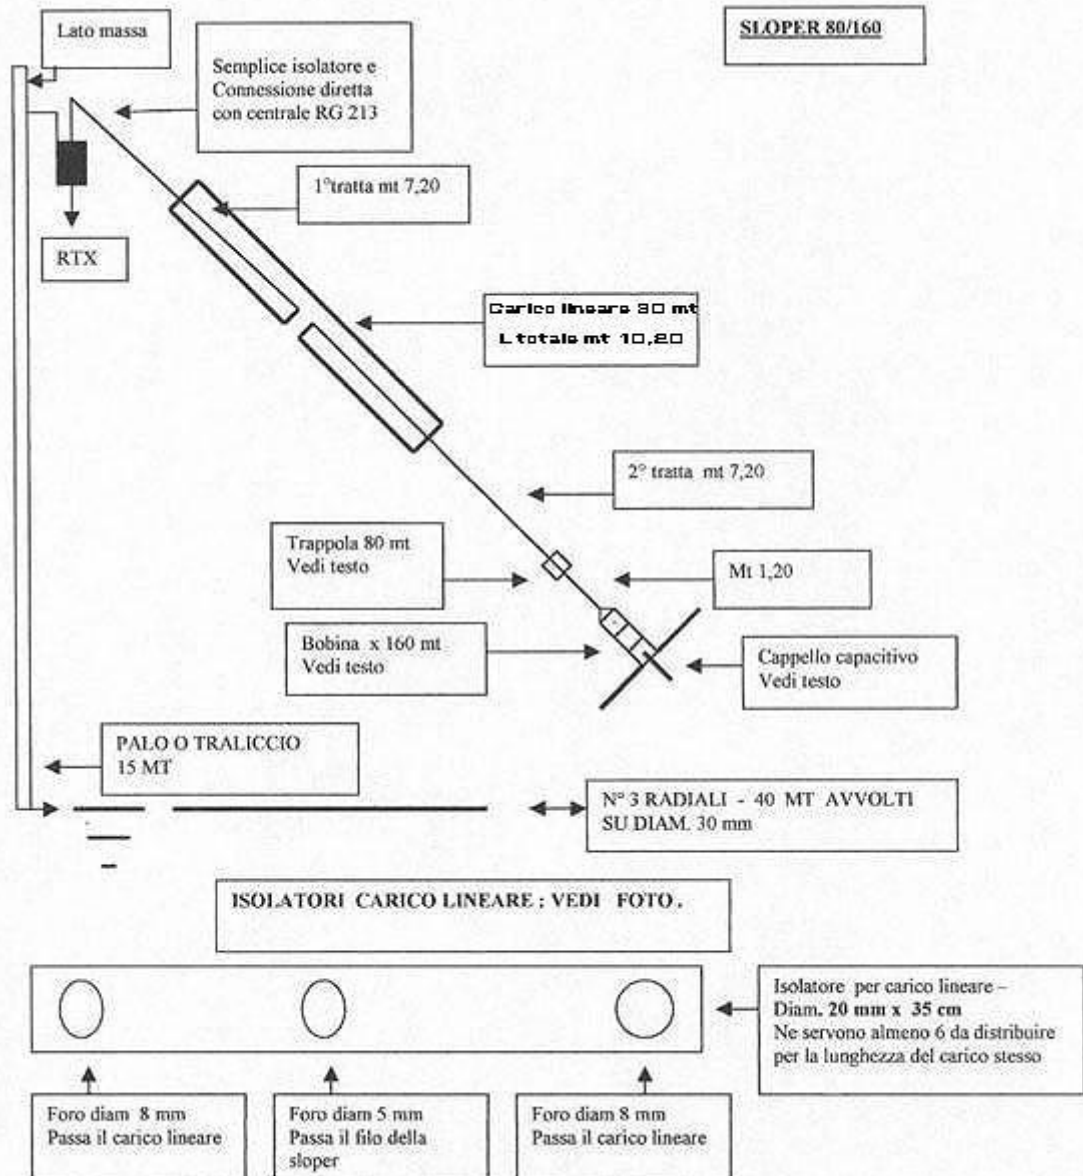 Lato massa
SLOPER 80/160
Semplice isolatore e
Connessione diretta
con centrale RG 213
1°tratta mt 7,20
RTX
Carico lineare 80 mt
L totale mt 10,20
2° tratta mt 7,20
Trappola 80 mt
Vedi testo
Mt 1,20
Bobina x 160 mt
Vedi testo
Cappello capacitivo
Vedi testo
PALO O TRALICCIO
15 MT
N° 3 RADIALI - 40 MT AVVOLTI
SU DIAM. 30 mm
ISOLATORI CARICO LINEARE : VEDI FOTO .
Isolatore per carico lineare –
Diam. 20 mm x 35 cm
Ne servono almeno 6 da distribuire
per la lunghezza del carico stesso
Foro diam 8 mm
Passa il carico lineare
Foro diam 5 mm
Passa il filo della
sloper
Foro diam 8 mm
Passa il carico lineare